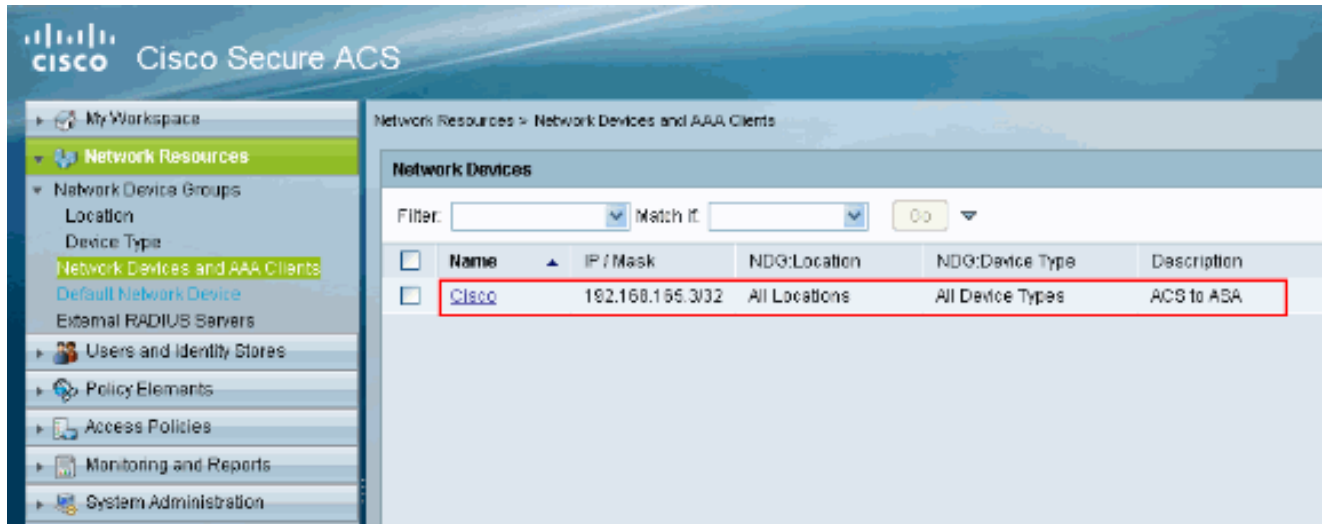 CISCO Cisco Secure ACS
My Workspace
Network Resources
Network Device Groups
Location
Device Type
Network Devices and AAA Clients
Default Network Device
External RADIUS Servers
Users and Identity Stores
Policy Elements
Access Policies
Monitoring and Reports
System Administration
Network Resources > Network Devices and AAA Clients
Network Devices
Filter: Match if: Go
Name IP / Mask NDG:Location NDG:Device Type Description
Cisco 192.168.165.3/32 All Locations All Device Types ACS to ASA